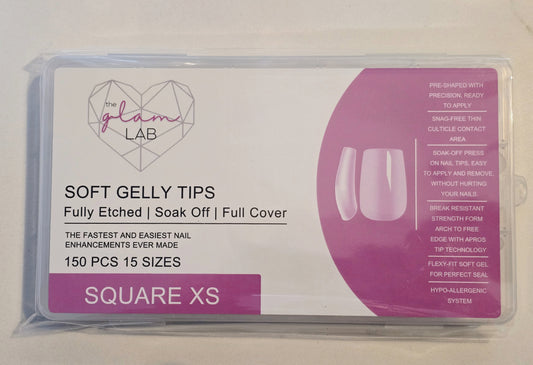 the
glam
LAB
SOFT GELLY TIPS
Fully Etched | Soak Off | Full Cover
THE FASTEST AND EASIEST NAIL
ENHANCEMENTS EVER MADE
150 PCS 15 SIZES
SQUARE XS
PRE-SHAPED WITH
PRECISION, READY
TO APPLY
SNAG-FREE THIN
CULTICLE CONTACT
AREA
SOAK-OFF PRESS
ON NAIL TIPS, EASY
TO APPLY AND REMOVE,
WITHOUT HURTING
YOUR NAILS.
BREAK RESISTANT
STRENGTH FORM
ARCH TO FREE
EDGE WITH APROS
TIP TECHNOLOGY
FLEXY-FIT SOFT GEL
FOR PERFECT SEAL
HYPO-ALLERGENIC
SYSTEM